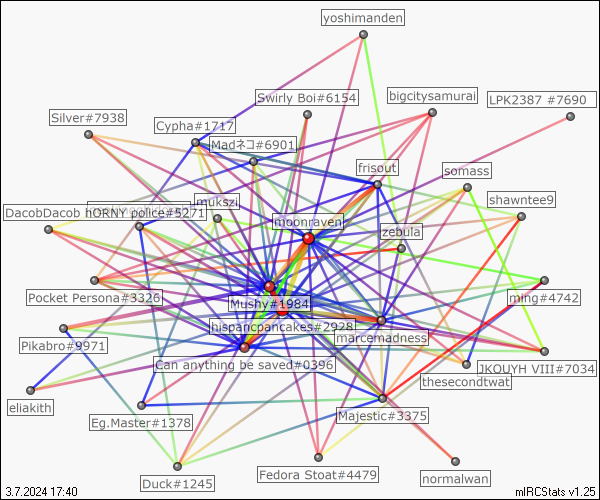 yoshimanden
Swirly Boi#6154
bigcitysamurai
LPK2387 #7690
Silver#7938
Cypha#1717
Madネコ#6901
frisout
somass
shawntee9
mukszi
DacobDacob
hORNY police#5271
moonraven
zebula
Pocket Persona#3326
Mushy#1984
ming#4742
hispancpancakes#2928
marcemadness
Pikabro#9971
Can anything be saved#0396
JKOUYH VIII#7034
thesecondtwat
eliakith
Eg.Master#1378
Majestic#3375
Duck#1245
Fedora Stoat#4479
normalwan
3.7.2024 17:40
mIRCStats v1.25